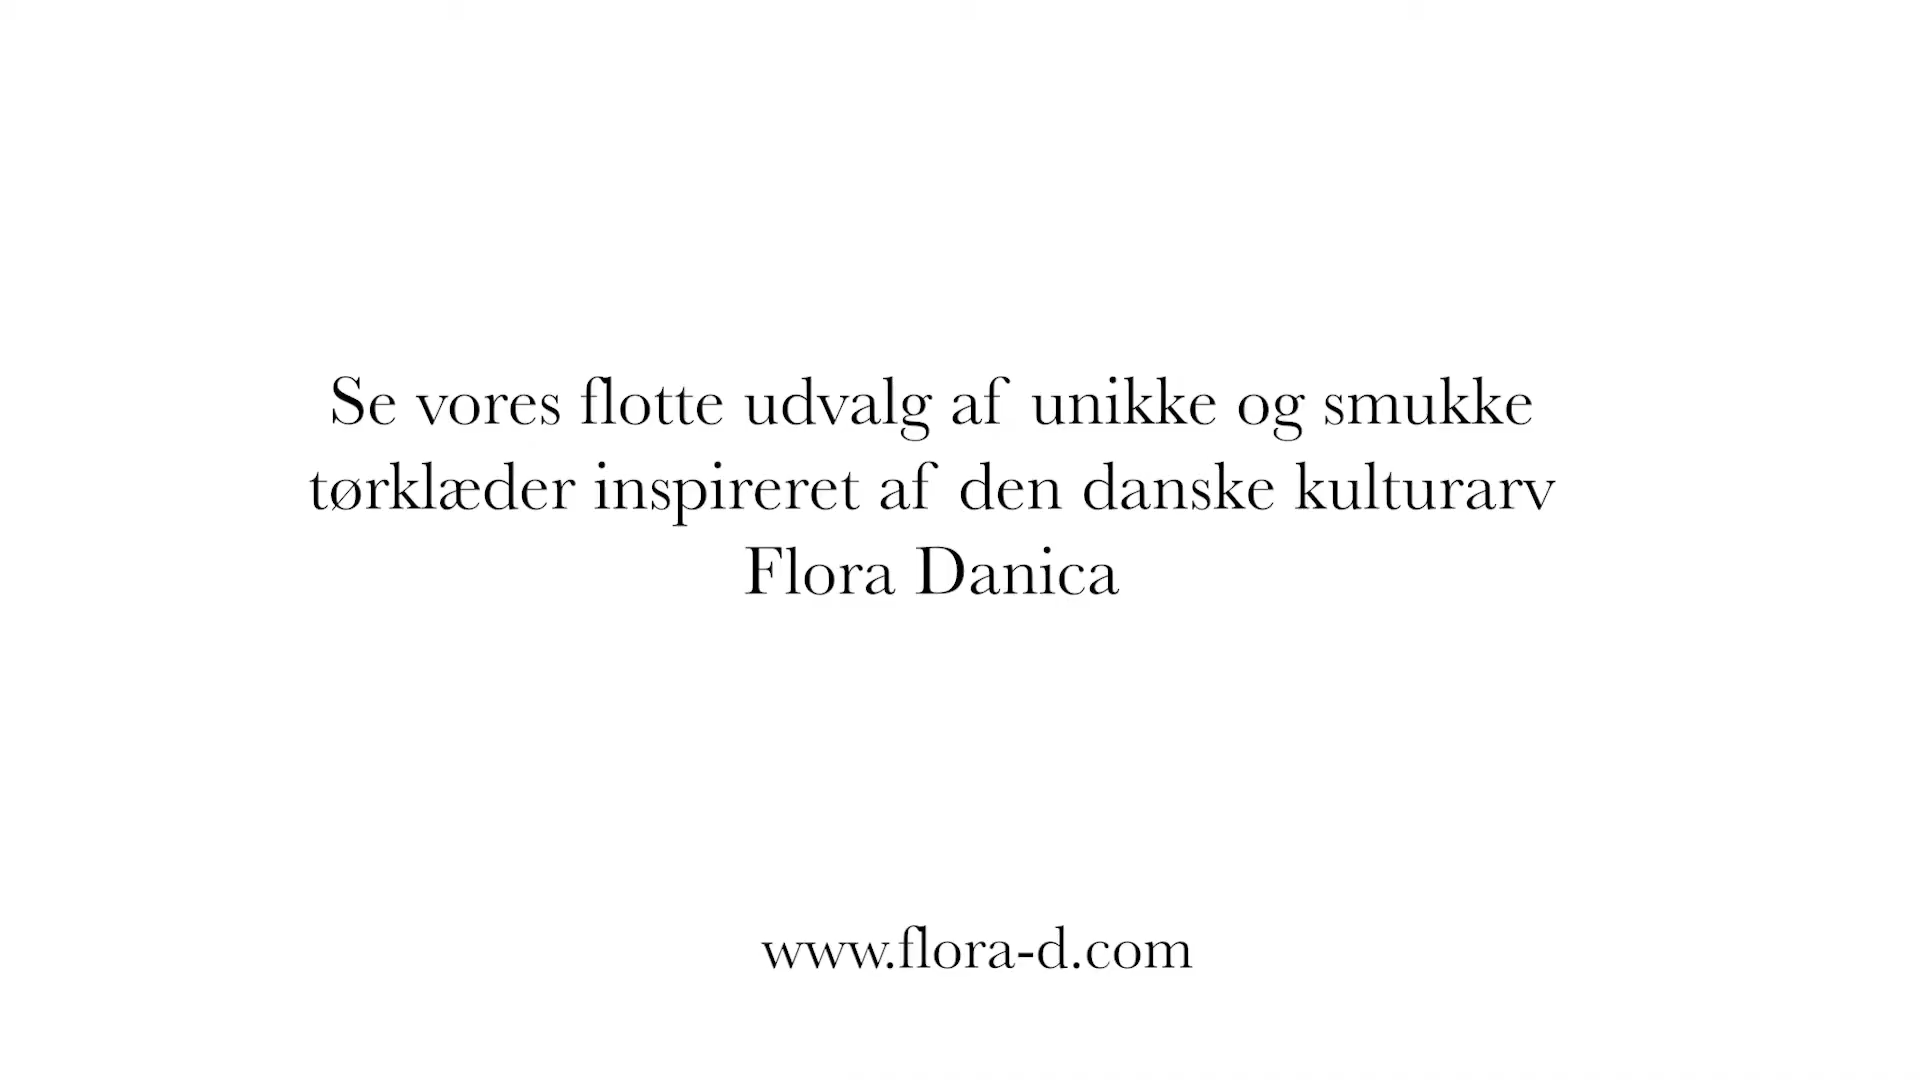 Se vores flotte udvalg af unikke og smukke
tørklæder inspireret af den danske kulturarv
Flora Danica
www.flora-d.com